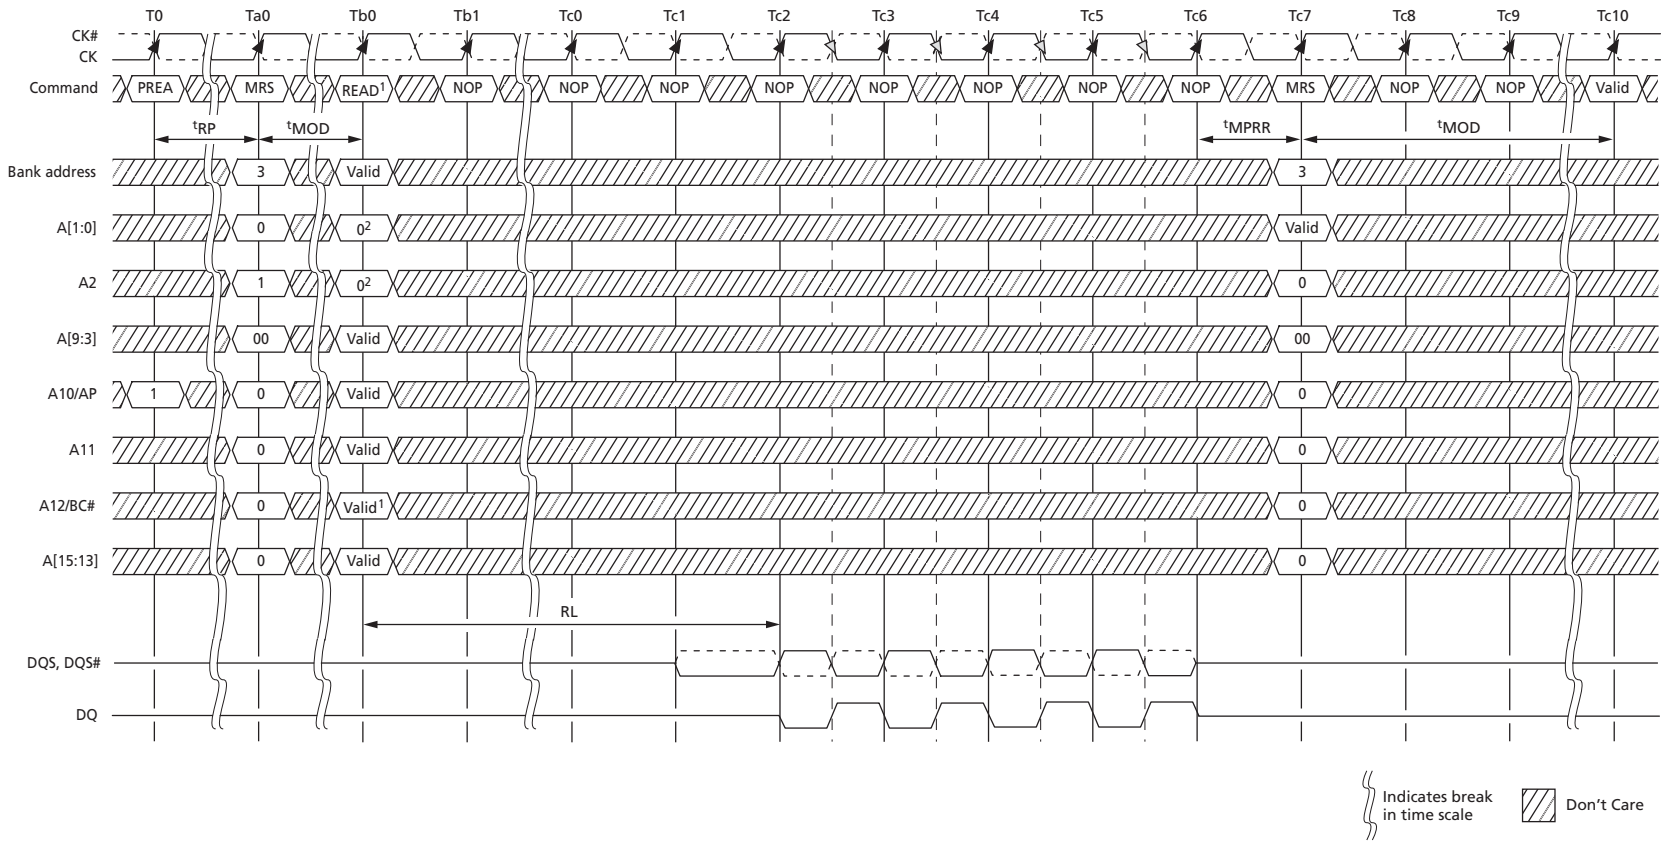 T0 Ta0 Tb0 Tb1 Tc0 Tc1 Tc2 Tc3 Tc4 Tc5 Tc6 Tc7 Tc8 Tc9 Tc10
CK#
CK
Command PREA MRS READ¹ NOP NOP NOP NOP NOP NOP NOP NOP MRS NOP NOP Valid
ᵗRP ᵗMOD ᵗMPRR ᵗMOD
Bank address 3 Valid 3
A[1:0] 0 0² Valid
A2 1 0² 0
A[9:3] 00 Valid 00
A10/AP 1 0 Valid 0
A11 0 Valid 0
A12/BC# 0 Valid¹ 0
A[15:13] 0 Valid 0
RL
DQS, DQS#
DQ
Indicates break
in time scale
Don’t Care